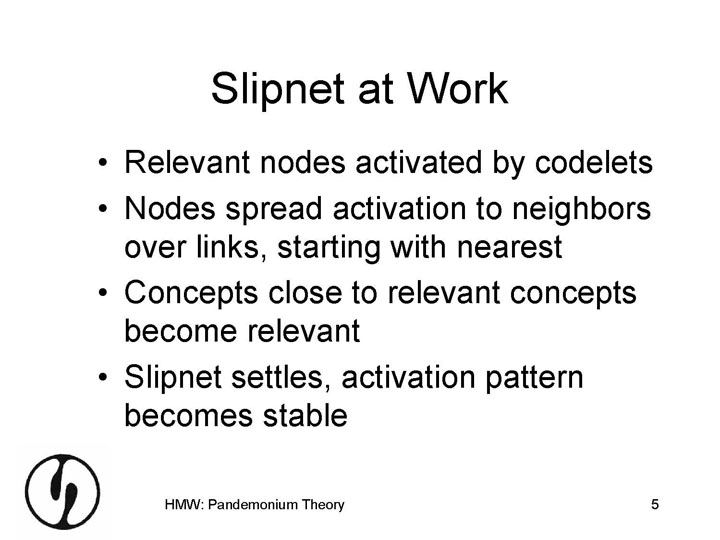 Slipnet at Work
• Relevant nodes activated by codelets
• Nodes spread activation to neighbors
over links, starting with nearest
• Concepts close to relevant concepts
become relevant
• Slipnet settles, activation pattern
becomes stable
HMW: Pandemonium Theory
5